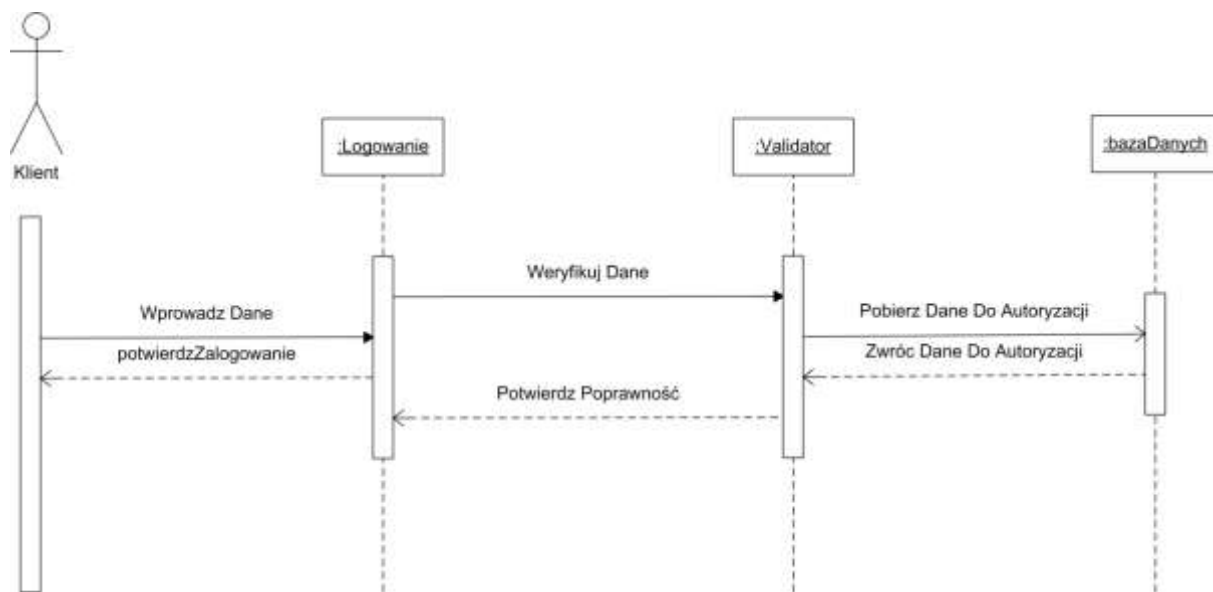 Klient
:Logowanie
:Validator
:bazaDanych
Weryfikuj Dane
Wprowadz Dane
Pobierz Dane Do Autoryzacji
potwierdzZalogowanie
Zwróc Dane Do Autoryzacji
Potwierdz Poprawność